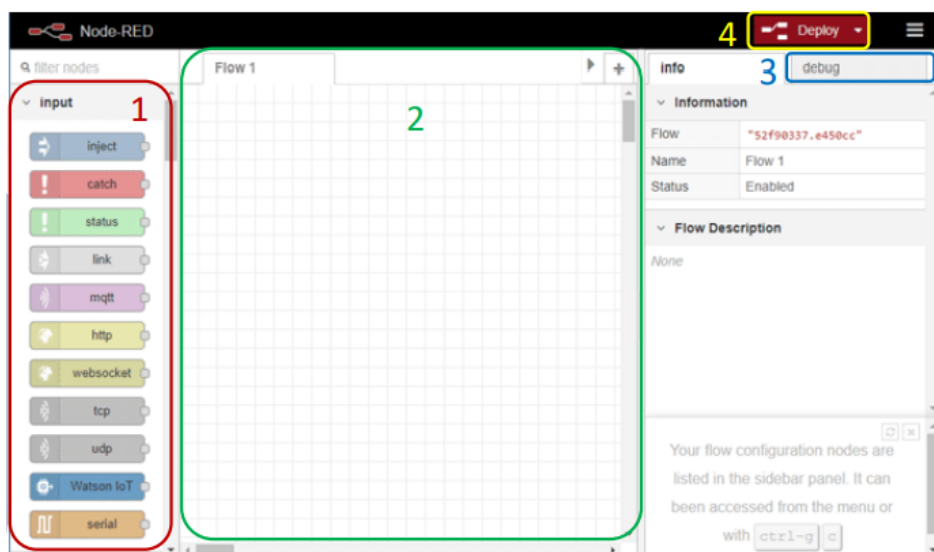 Node-RED
4
Deploy
filter nodes
Flow 1
+
info
3
debug
input
1
2
Information
inject
Flow
"52f90337.e450cc"
catch
Name
Flow 1
Status
Enabled
status
Flow Description
link
None
mqtt
http
websocket
tcp
udp
Watson IoT
serial
Your flow configuration nodes are
listed in the sidebar panel. It can
been accessed from the menu or
with ctrl-g c